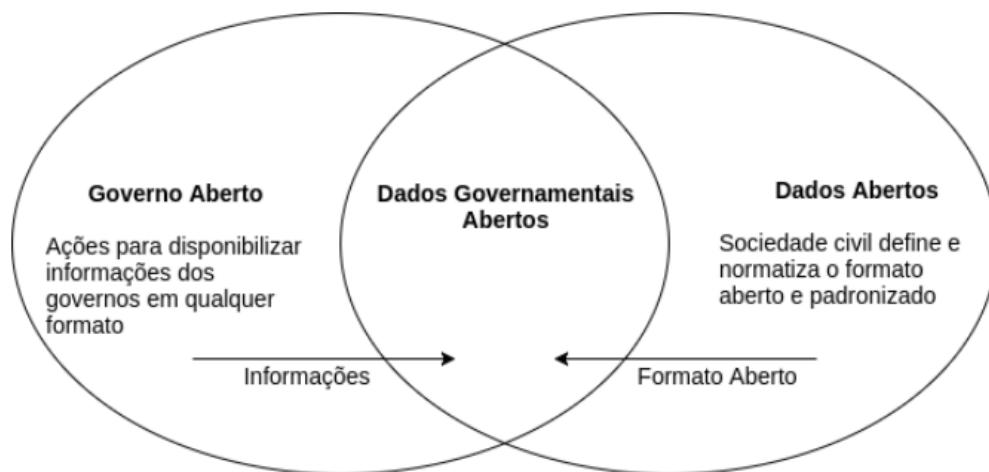 Governo Aberto
Ações para disponibilizar
informações dos
governos em qualquer
formato
Informações
Dados Governamentais
Abertos
Dados Abertos
Sociedade civil define e
normatiza o formato
aberto e padronizado
Formato Aberto